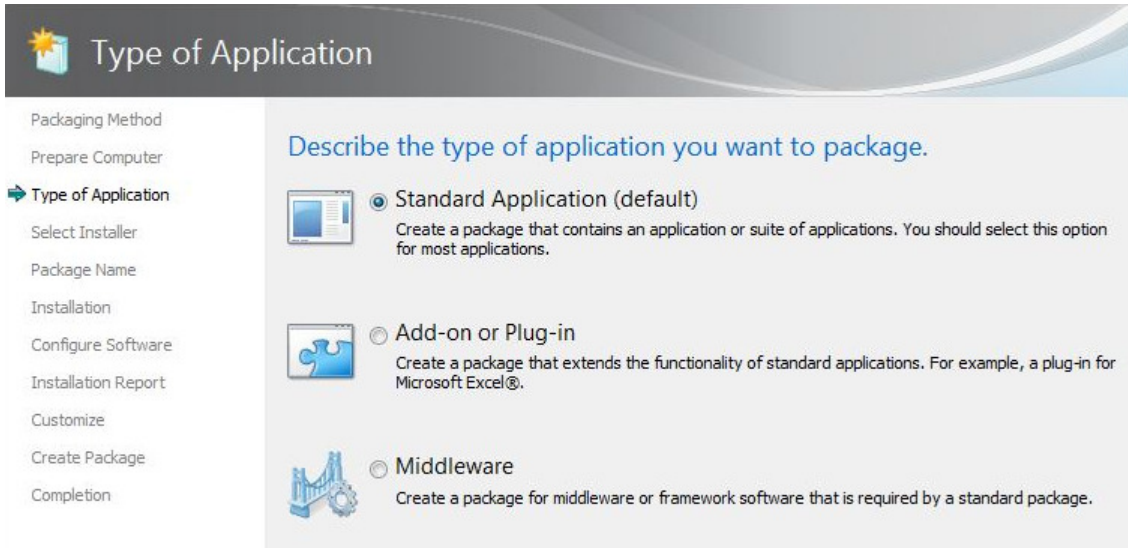 Type of Application
Packaging Method
Prepare Computer
Type of Application
Select Installer
Package Name
Installation
Configure Software
Installation Report
Customize
Create Package
Completion
Describe the type of application you want to package.
Standard Application (default)
Create a package that contains an application or suite of applications. You should select this option
for most applications.
Add-on or Plug-in
Create a package that extends the functionality of standard applications. For example, a plug-in for
Microsoft Excel®.
Middleware
Create a package for middleware or framework software that is required by a standard package.